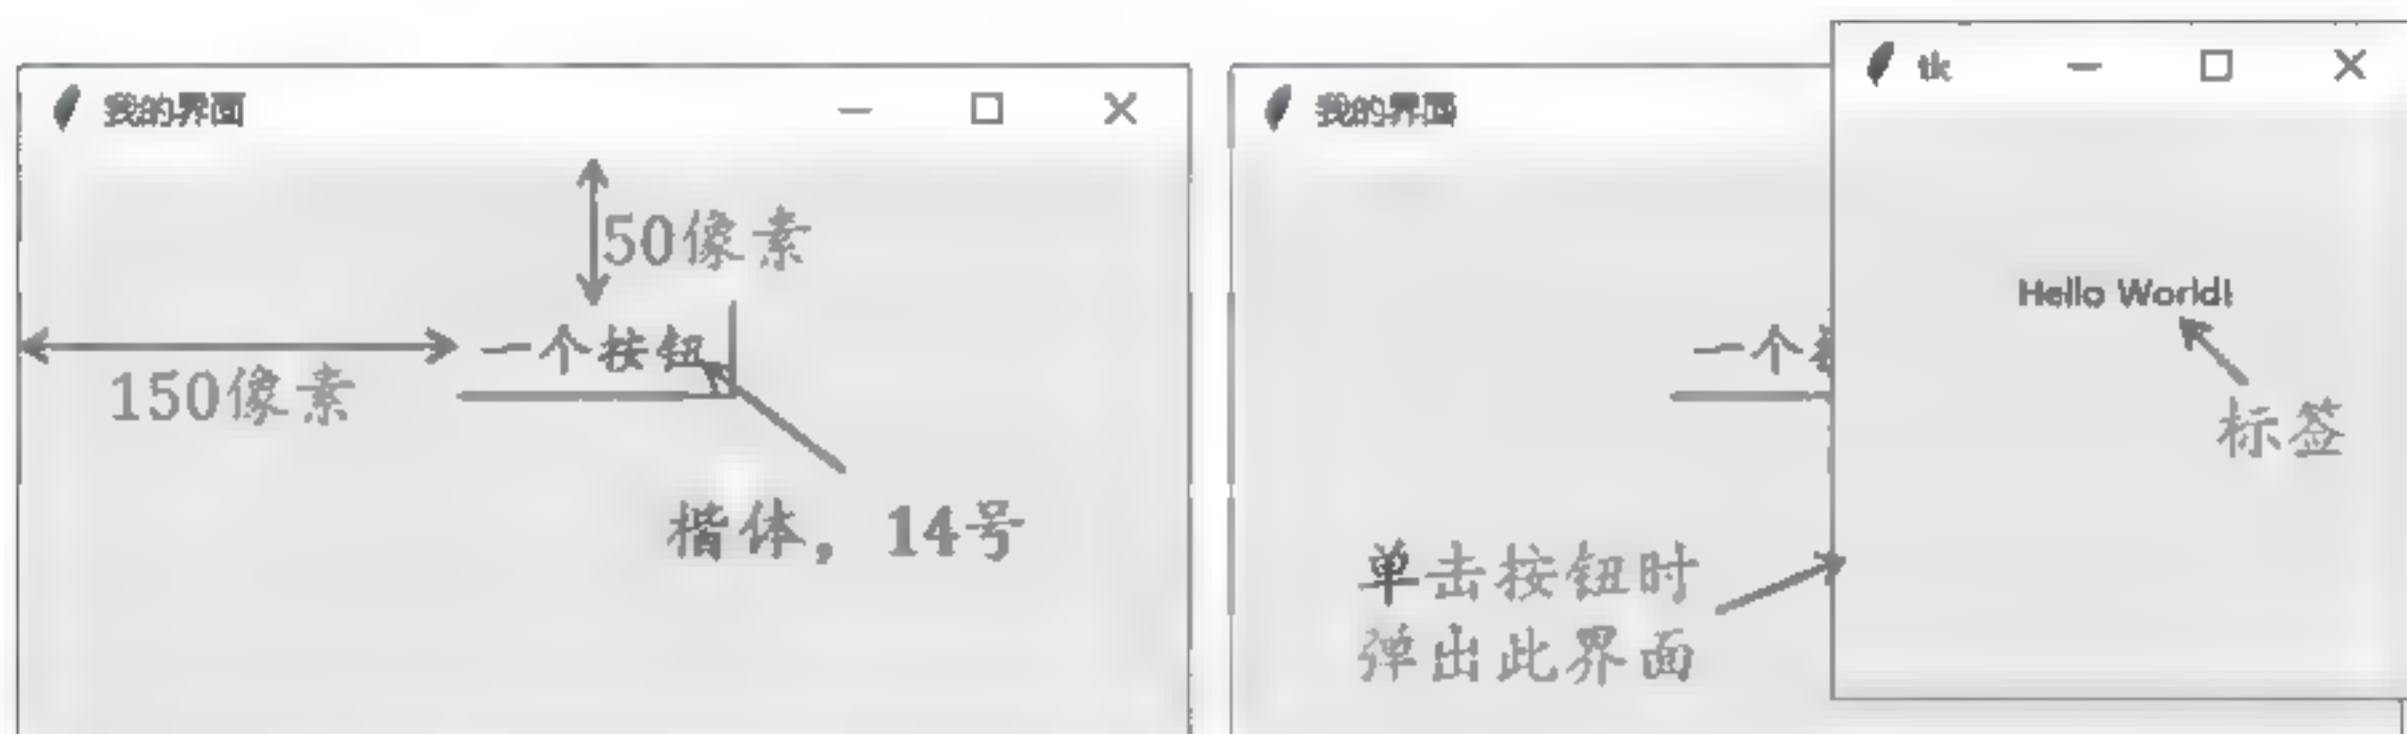 我的界面
50像素
一个按钮
150像素
楷体，14号
我的界面
一个
单击按钮时
弹出此界面
tk
Hello World!
标签